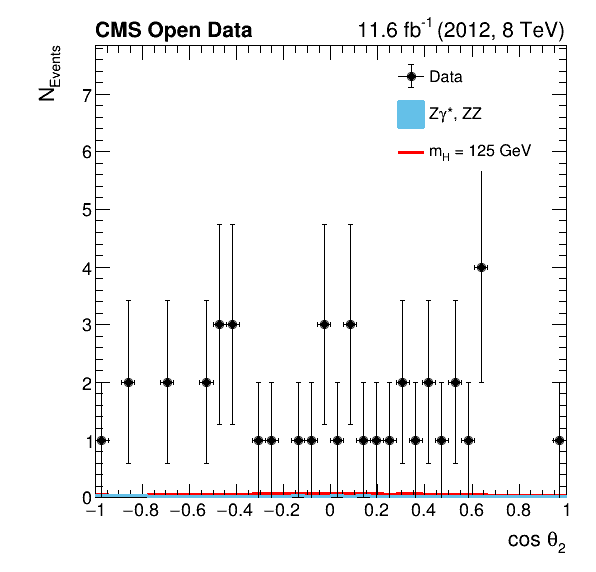 CMS Open Data 11.6 fb⁻¹ (2012, 8 TeV)
N_Events
Data
Zγ*, ZZ
m_H = 125 GeV
7
6
5
4
3
2
1
0
−1 −0.8 −0.6 −0.4 −0.2 0 0.2 0.4 0.6 0.8 1
cos θ₂